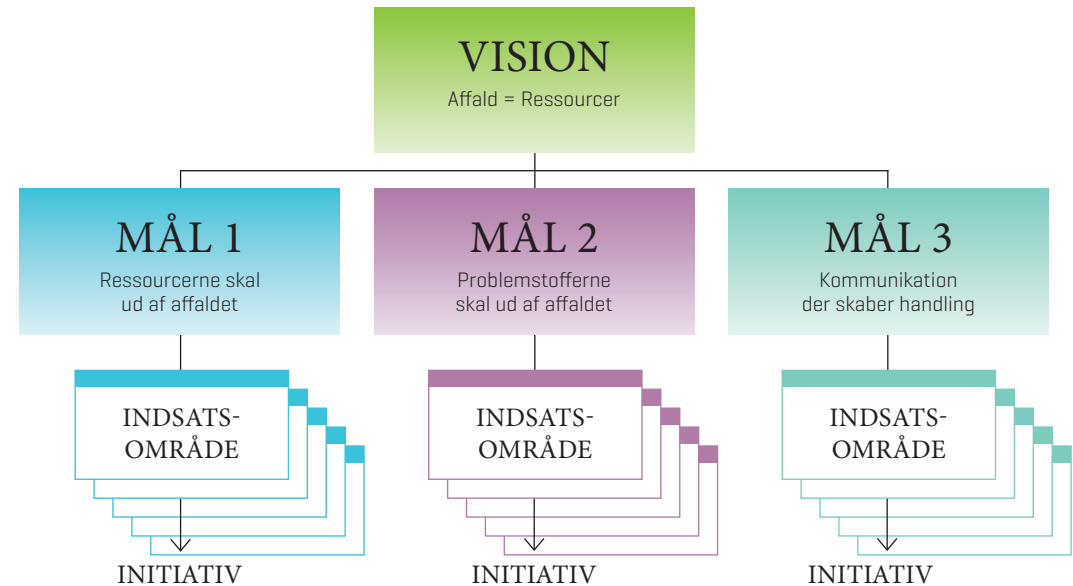 VISION
Affald = Ressourcer
MÅL 1
Ressourcerne skal
ud af affaldet
MÅL 2
Problemstofferne
skal ud af affaldet
MÅL 3
Kommunikation
der skaber handling
INDSATS-
OMRÅDE
INDSATS-
OMRÅDE
INDSATS-
OMRÅDE
INITIATIV
INITIATIV
INITIATIV